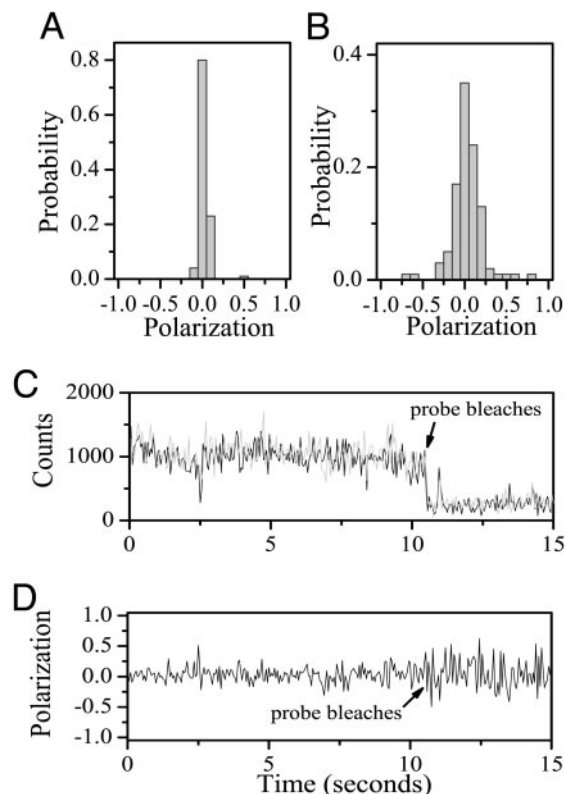 A
B
Probability
0.8
0.6
0.4
0.2
0.0
-1.0 -0.5 0.0 0.5 1.0
Polarization
Probability
0.4
0.2
0.0
-1.0 -0.5 0.0 0.5 1.0
Polarization
C
Counts
2000
1000
0
probe bleaches
0 5 10 15
D
Polarization
1.0
0.5
0.0
-0.5
-1.0
probe bleaches
0 5 10 15
Time (seconds)